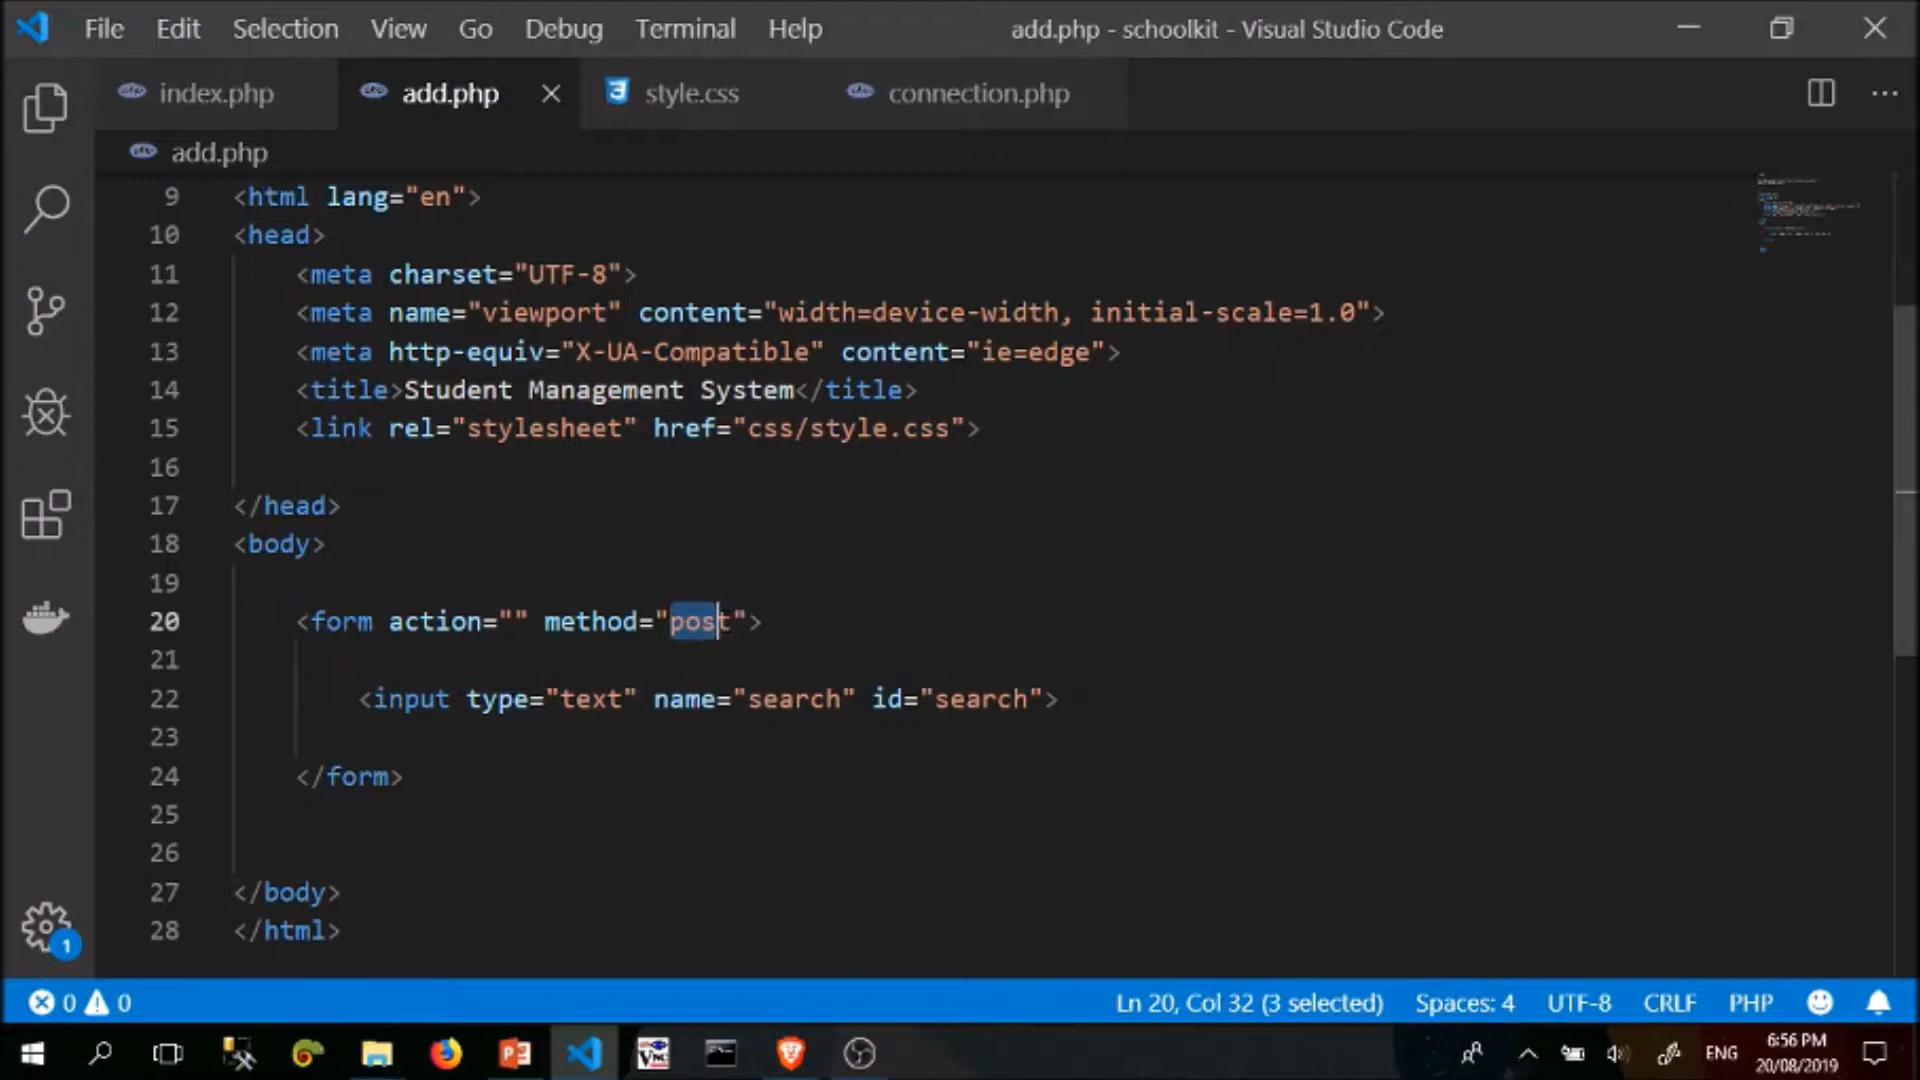 File Edit Selection View Go Debug Terminal Help add.php - schoolkit - Visual Studio Code
index.php add.php style.css connection.php
add.php
9 <html lang="en">
10 <head>
11 <meta charset="UTF-8">
12 <meta name="viewport" content="width=device-width, initial-scale=1.0">
13 <meta http-equiv="X-UA-Compatible" content="ie=edge">
14 <title>Student Management System</title>
15 <link rel="stylesheet" href="css/style.css">
16
17 </head>
18 <body>
19
20 <form action="" method="post">
21
22 <input type="text" name="search" id="search">
23
24 </form>
25
26
27 </body>
28 </html>
1
0 0 Ln 20, Col 32 (3 selected) Spaces: 4 UTF-8 CRLF PHP
ENG 6:56 PM
20/08/2019